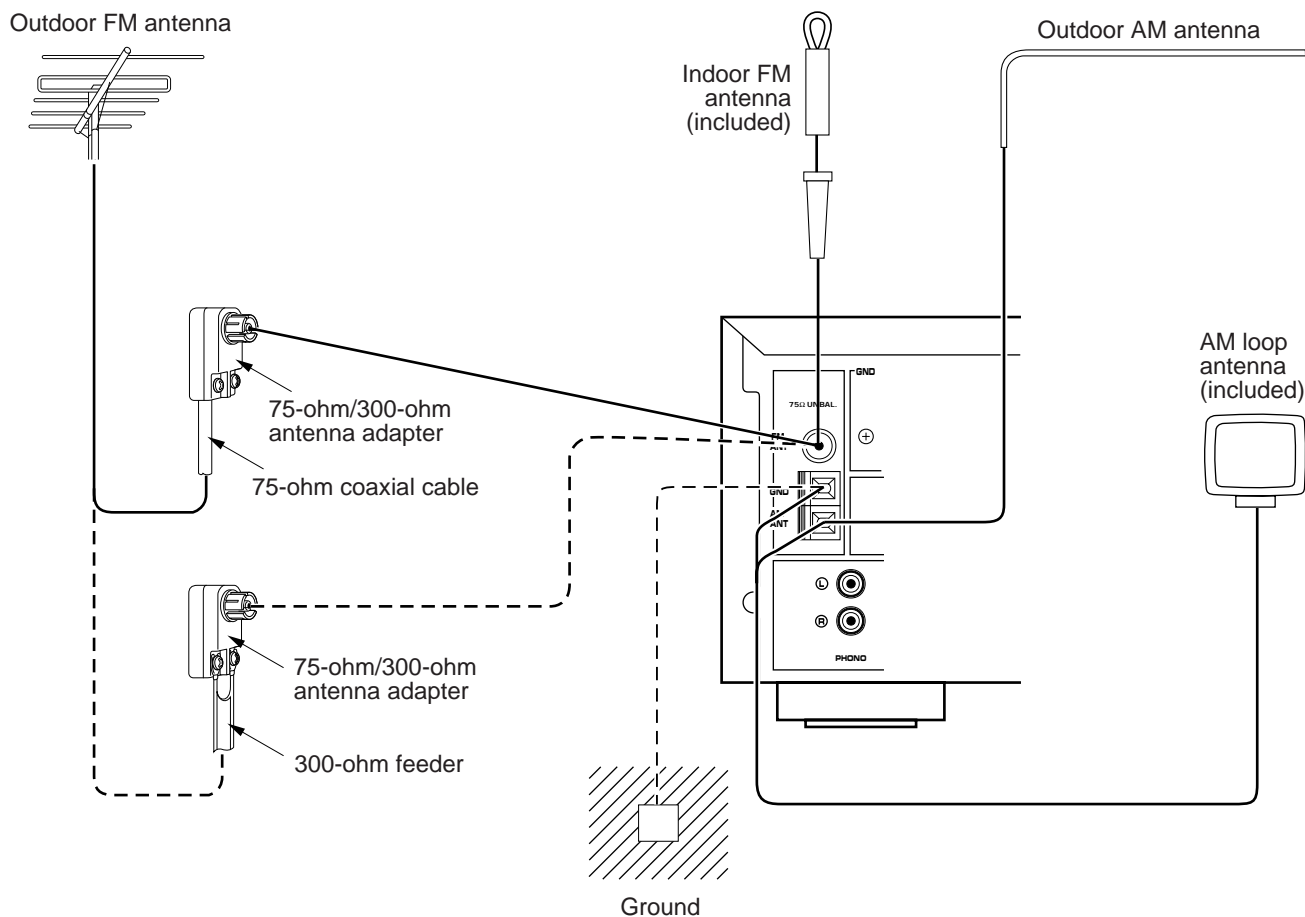 Outdoor FM antenna
Indoor FM
antenna
(included)
Outdoor AM antenna
AM loop
antenna
(included)
75-ohm/300-ohm
antenna adapter
75-ohm coaxial cable
75-ohm/300-ohm
antenna adapter
300-ohm feeder
GND
75Ω UNBAL.
FM
ANT
GND
AM
ANT
L
R
PHONO
Ground